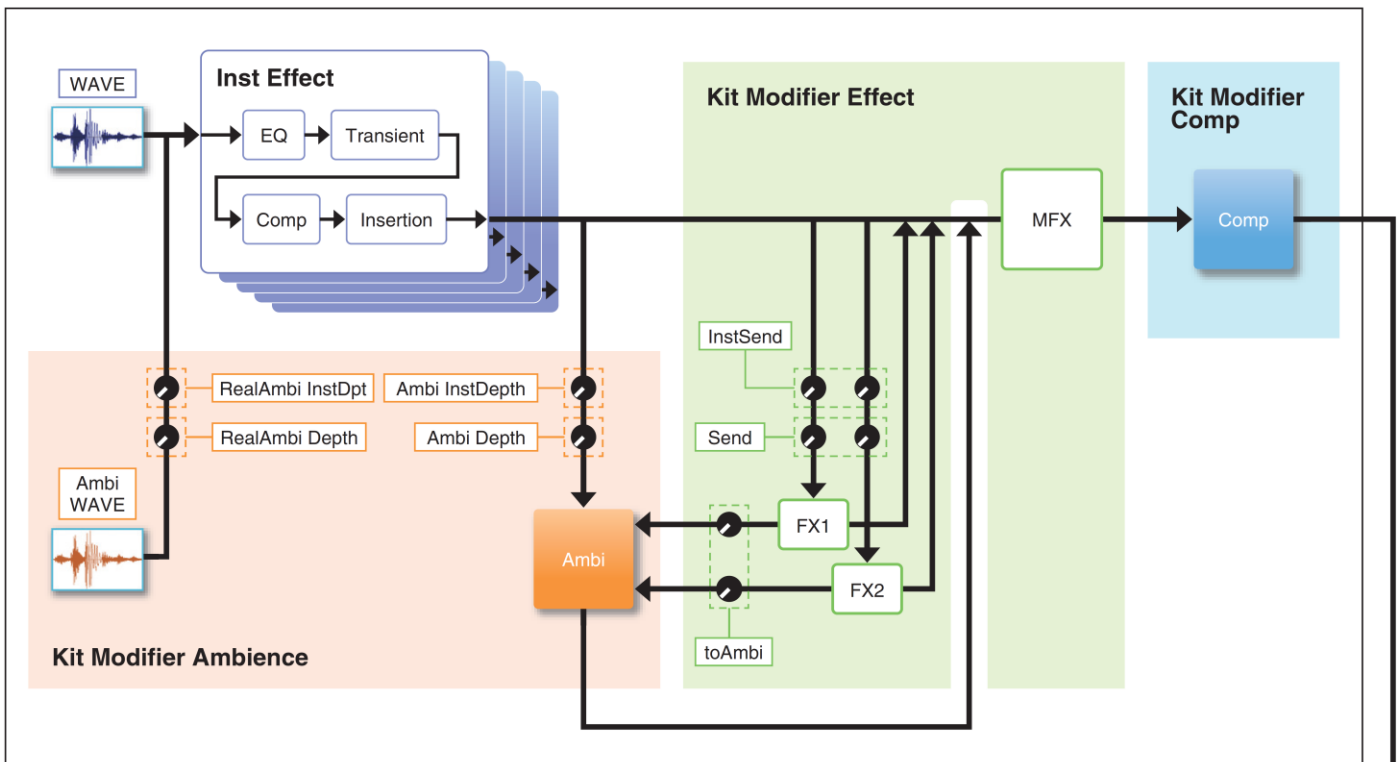 WAVE
Inst Effect
EQ
Transient
Comp
Insertion
Kit Modifier Effect
MFX
Kit Modifier
Comp
Comp
InstSend
Send
RealAmbi InstDpt
Ambi InstDepth
RealAmbi Depth
Ambi Depth
Ambi
WAVE
Ambi
FX1
FX2
toAmbi
Kit Modifier Ambience